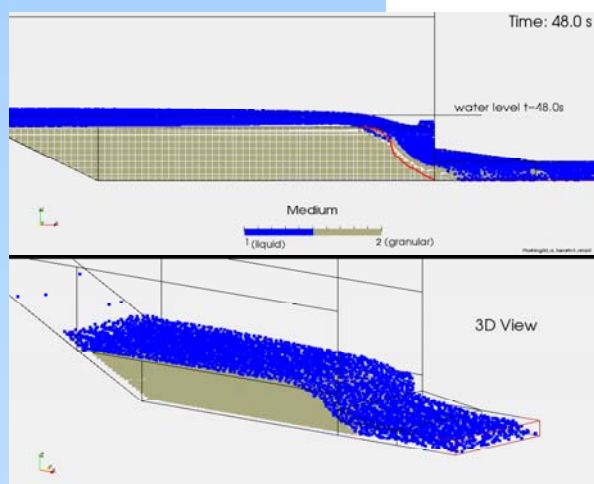 Time: 48.0 s
water level t=48.0s
Medium
1 (liquid)
2 (granular)
3D View